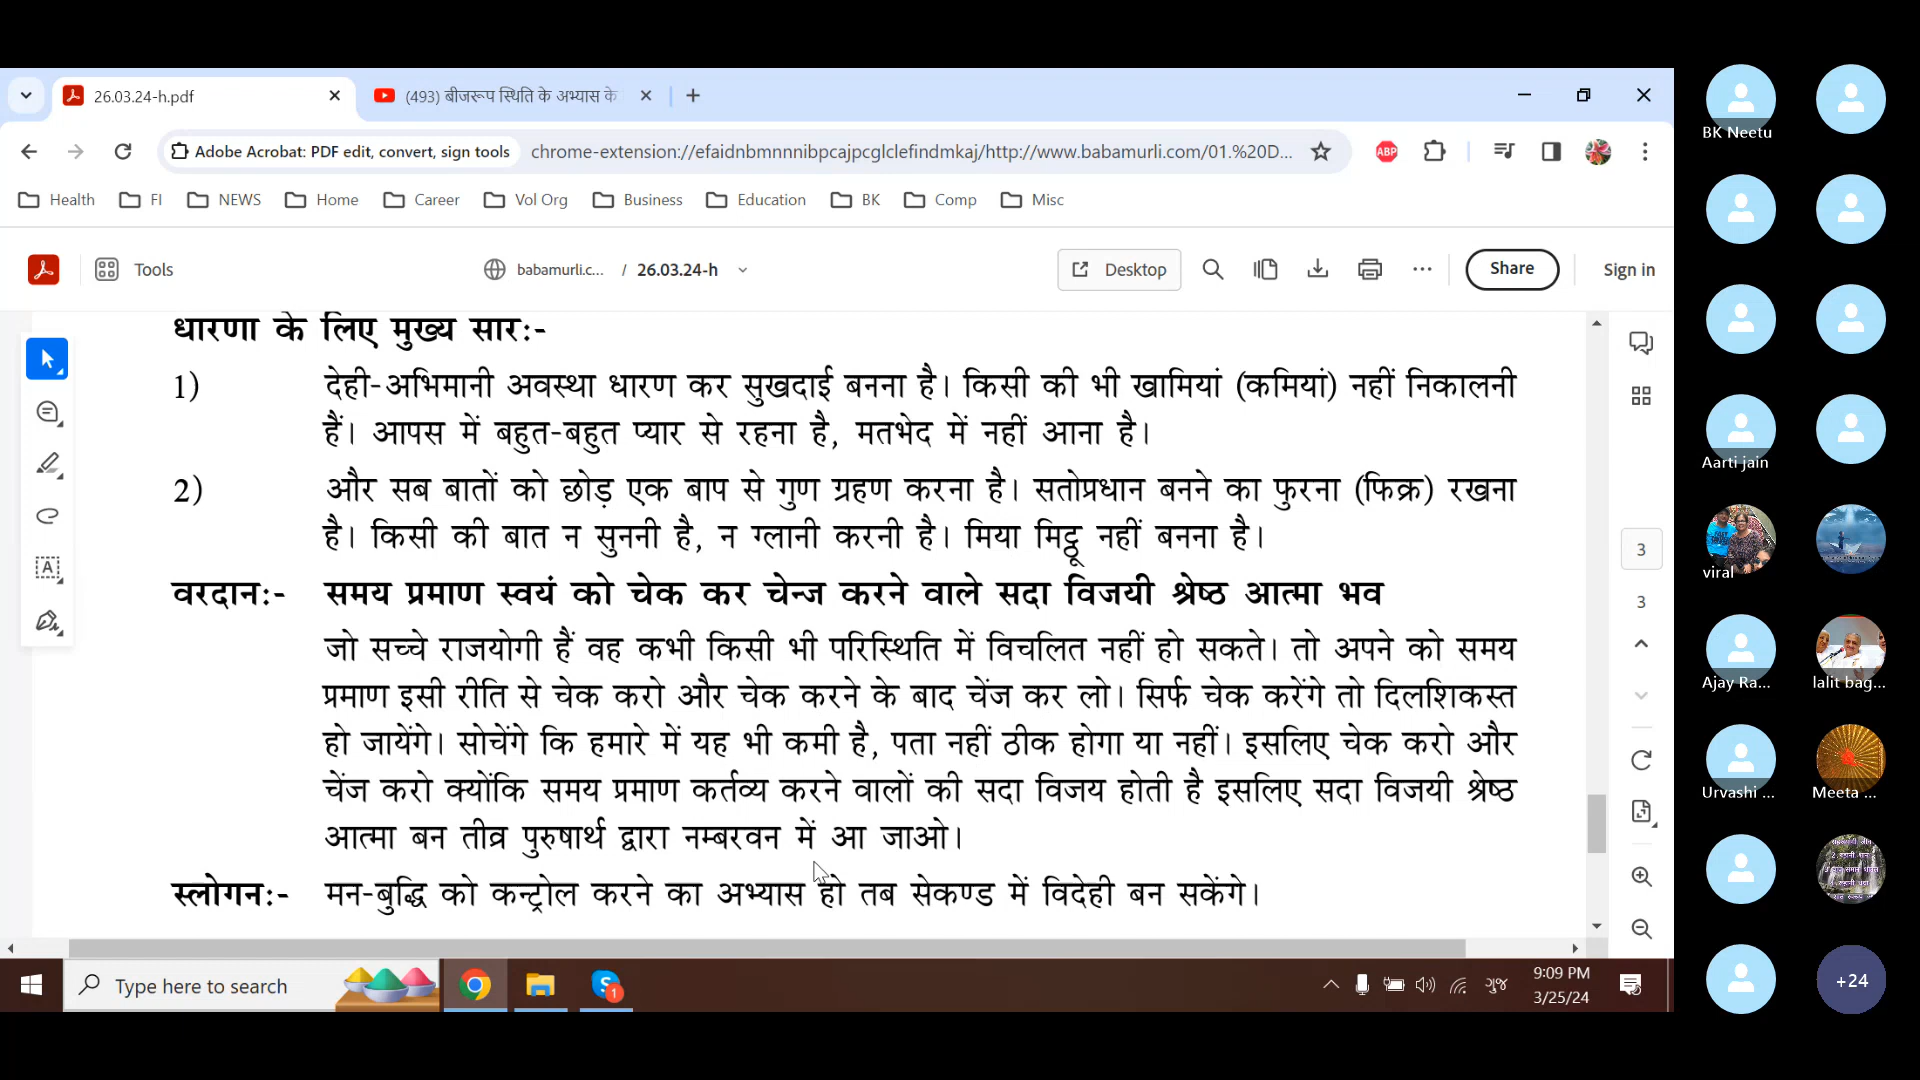 26.03.24-h.pdf
(493) बीजरूप स्थिति के अभ्यास के
Adobe Acrobat: PDF edit, convert, sign tools
chrome-extension://efaidnbmnnnibpcajpcglclefindmkaj/http://www.babamurli.com/01.%20D...
ABP
Health FI NEWS Home Career Vol Org Business Education BK Comp Misc
Tools babamurli.c... / 26.03.24-h Desktop Share Sign in
धारणा के लिए मुख्य सार:-
1) देही-अभिमानी अवस्था धारण कर सुखदाई बनना है। किसी की भी खामियां (कमियां) नहीं निकालनी
हैं। आपस में बहुत-बहुत प्यार से रहना है, मतभेद में नहीं आना है।
2) और सब बातों को छोड़ एक बाप से गुण ग्रहण करना है। सतोप्रधान बनने का फुरना (फिक्र) रखना
है। किसी की बात न सुननी है, न ग्लानी करनी है। मिया मिट्ठू नहीं बनना है।
वरदान:- समय प्रमाण स्वयं को चेक कर चेन्ज करने वाले सदा विजयी श्रेष्ठ आत्मा भव
जो सच्चे राजयोगी हैं वह कभी किसी भी परिस्थिति में विचलित नहीं हो सकते। तो अपने को समय
प्रमाण इसी रीति से चेक करो और चेक करने के बाद चेंज कर लो। सिर्फ चेक करेंगे तो दिलशिकस्त
हो जायेंगे। सोचेंगे कि हमारे में यह भी कमी है, पता नहीं ठीक होगा या नहीं। इसलिए चेक करो और
चेंज करो क्योंकि समय प्रमाण कर्तव्य करने वालों की सदा विजय होती है इसलिए सदा विजयी श्रेष्ठ
आत्मा बन तीव्र पुरुषार्थ द्वारा नम्बरवन में आ जाओ।
स्लोगन:- मन-बुद्धि को कन्ट्रोल करने का अभ्यास हो तब सेकण्ड में विदेही बन सकेंगे।
3
3
Type here to search
1
ગુજ
9:09 PM
3/25/24
BK Neetu
Aarti jain
viral
Ajay Ra... lalit bag...
Urvashi ... Meeta ...
+24